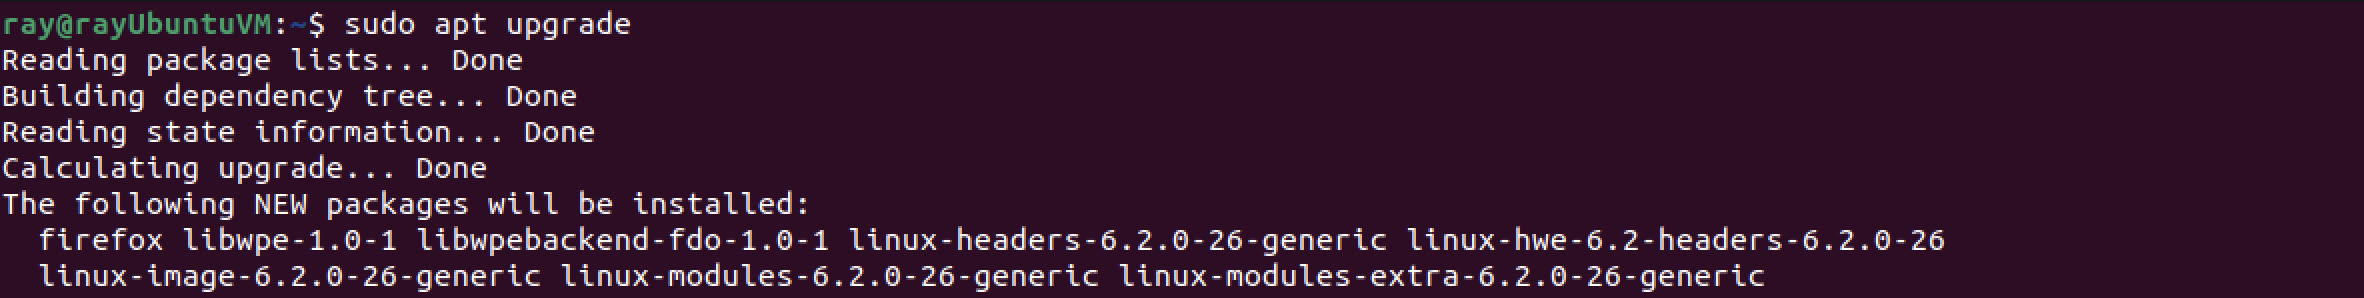 ray@rayUbuntuVM:~$ sudo apt upgrade
Reading package lists... Done
Building dependency tree... Done
Reading state information... Done
Calculating upgrade... Done
The following NEW packages will be installed:
  firefox libwpe-1.0-1 libwpebackend-fdo-1.0-1 linux-headers-6.2.0-26-generic linux-hwe-6.2-headers-6.2.0-26
  linux-image-6.2.0-26-generic linux-modules-6.2.0-26-generic linux-modules-extra-6.2.0-26-generic